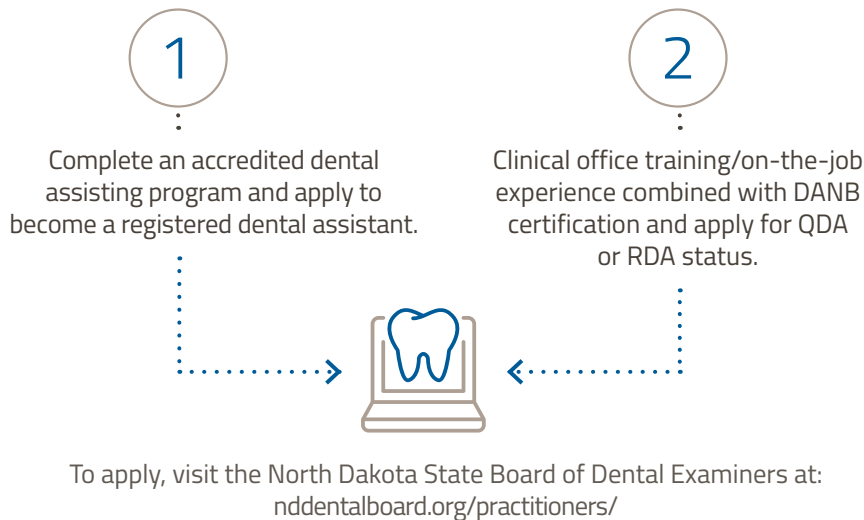 1
Complete an accredited dental
assisting program and apply to
become a registered dental assistant.
2
Clinical office training/on-the-job
experience combined with DANB
certification and apply for QDA
or RDA status.
To apply, visit the North Dakota State Board of Dental Examiners at:
nddentalboard.org/practitioners/